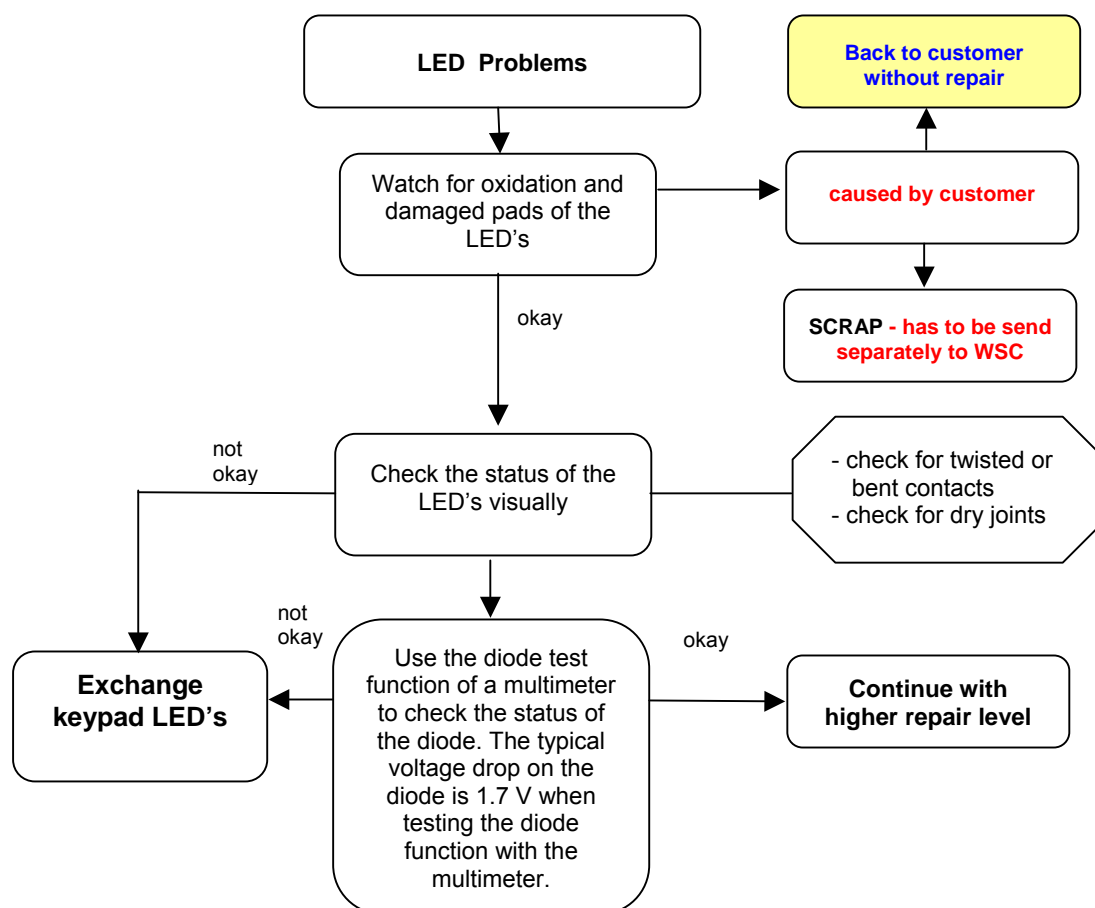 LED Problems
Back to customer
without repair
Watch for oxidation and
damaged pads of the
LED's
caused by customer
okay
SCRAP - has to be send
separately to WSC
not
okay
Check the status of the
LED's visually
- check for twisted or
bent contacts
- check for dry joints
not
okay
okay
Exchange
keypad LED's
Use the diode test
function of a multimeter
to check the status of
the diode. The typical
voltage drop on the
diode is 1.7 V when
testing the diode
function with the
multimeter.
Continue with
higher repair level